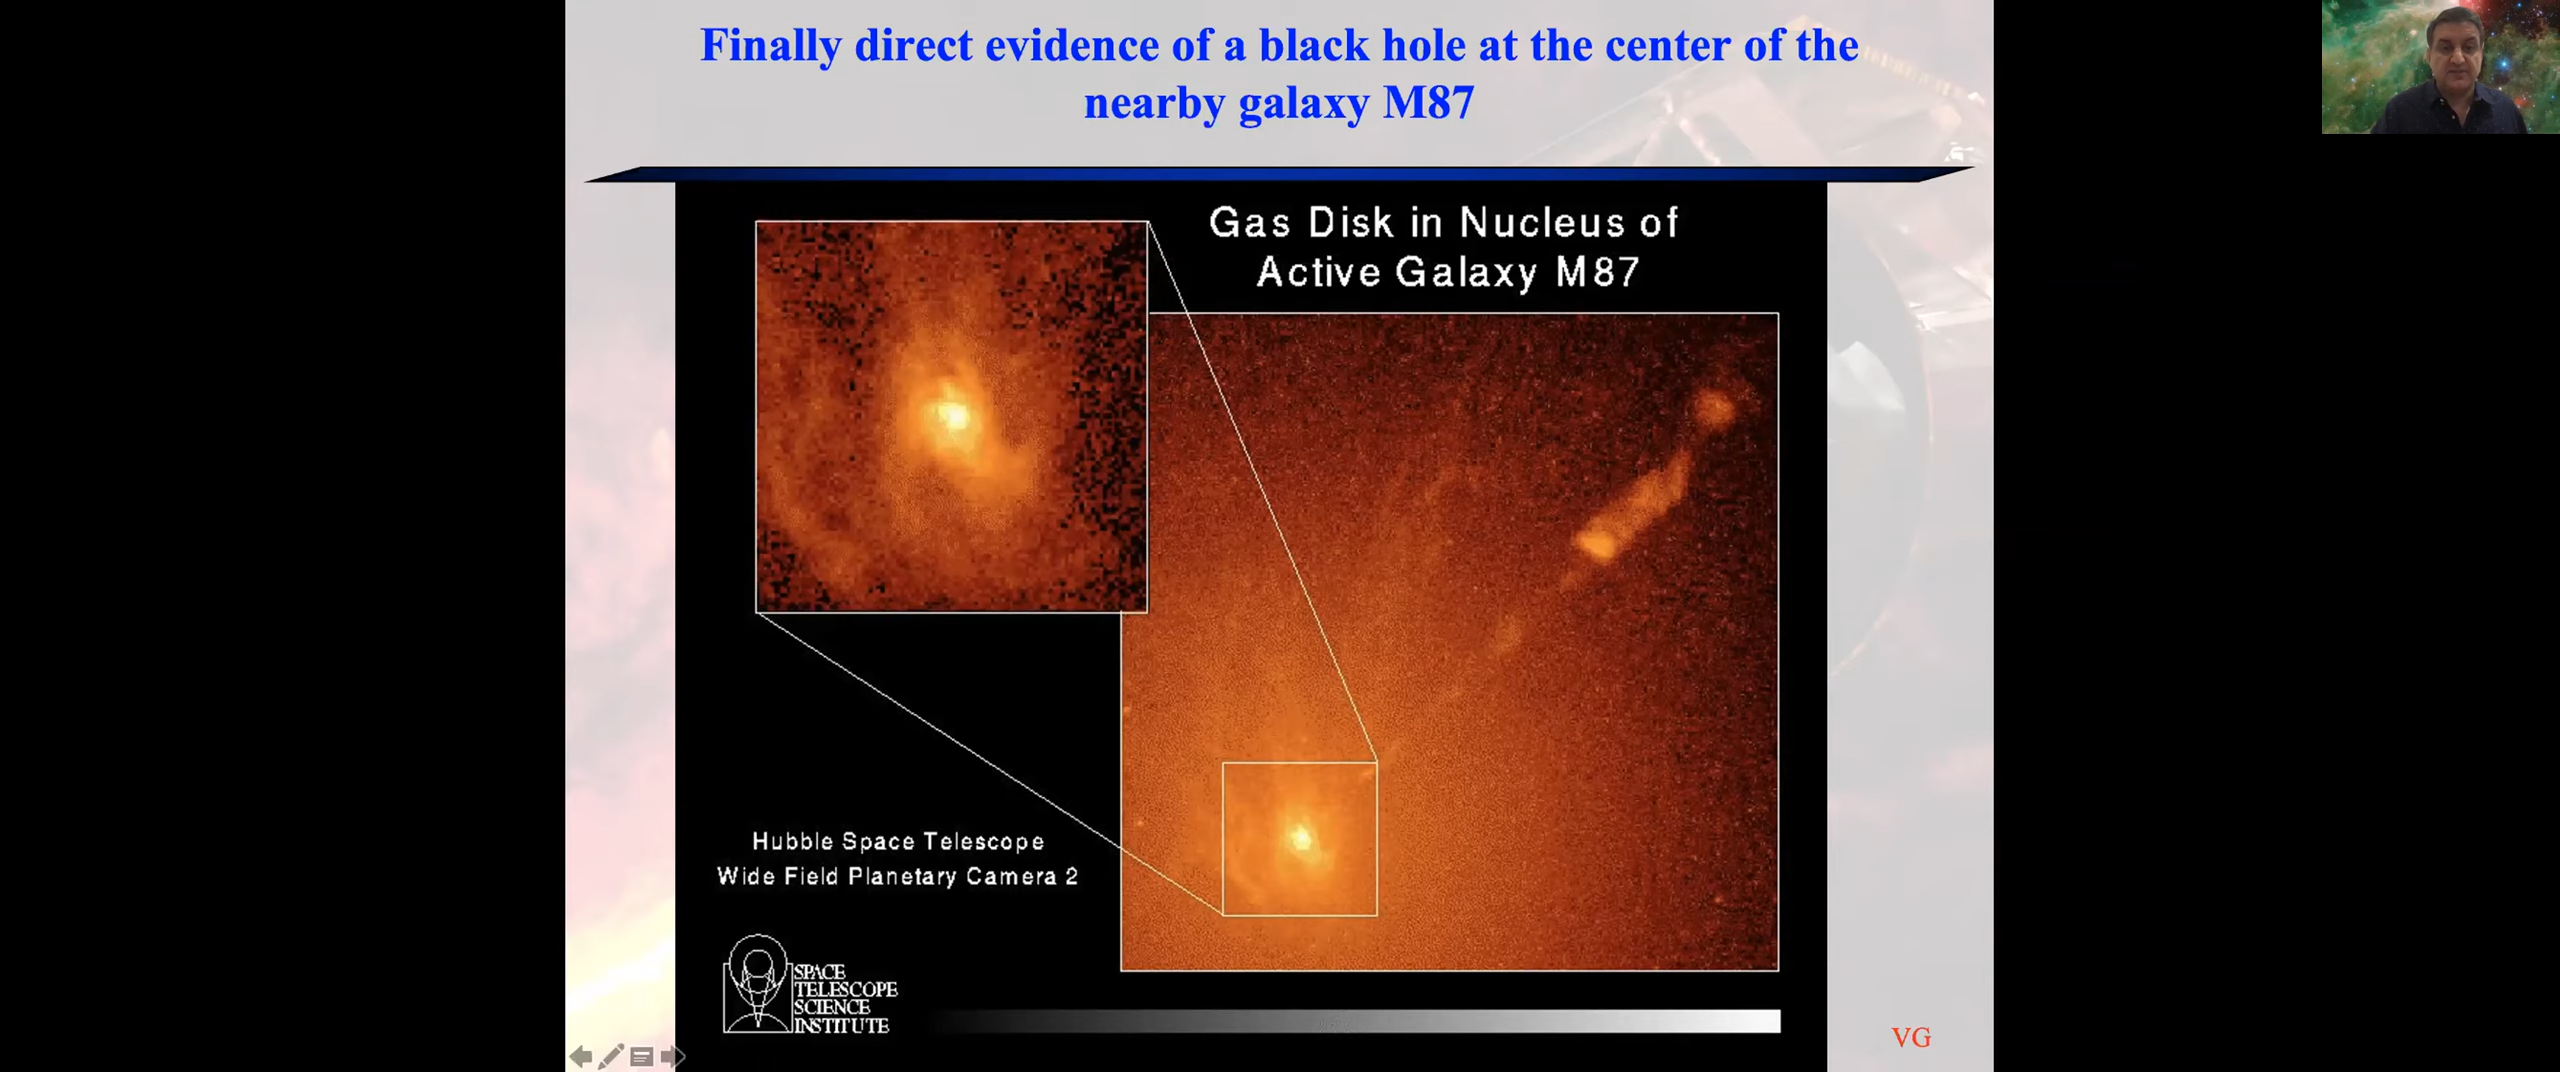 Finally direct evidence of a black hole at the center of the
nearby galaxy M87
Gas Disk in Nucleus of
Active Galaxy M87
Hubble Space Telescope
Wide Field Planetary Camera 2
SPACE
TELESCOPE
SCIENCE
INSTITUTE
VG